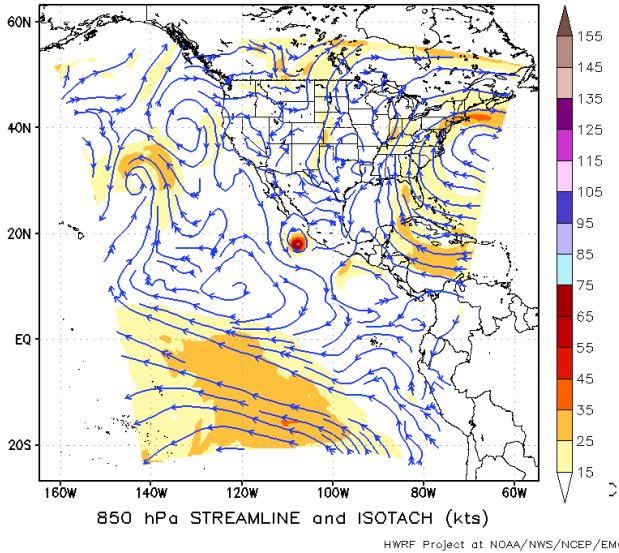 60N
40N
20N
EQ
20S
160W
140W
120W
100W
80W
60W
155
145
135
125
115
105
95
85
75
65
55
45
35
25
15
850 hPa STREAMLINE and ISOTACH (kts)
HWRF Project at NOAA/NWS/NCEP/EM